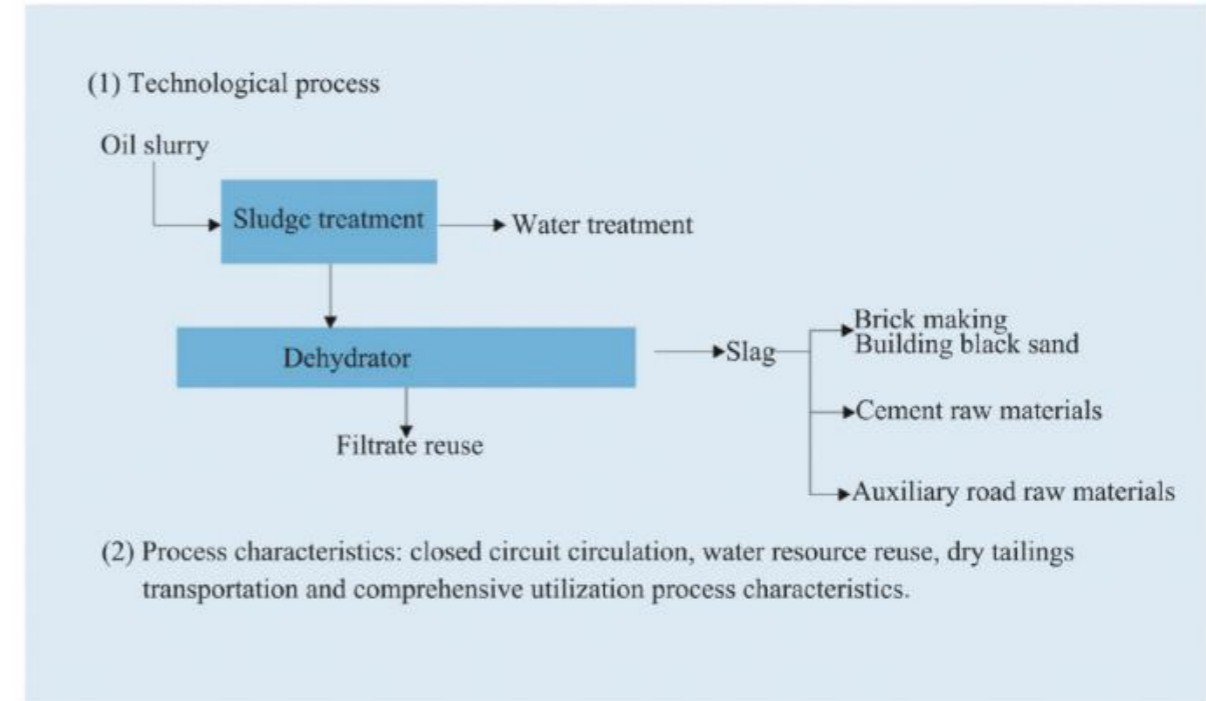 (1) Technological process
Oil slurry
Sludge treatment
Water treatment
Dehydrator
Slag
Brick making
Building black sand
Cement raw materials
Auxiliary road raw materials
Filtrate reuse
(2) Process characteristics: closed circuit circulation, water resource reuse, dry tailings
transportation and comprehensive utilization process characteristics.